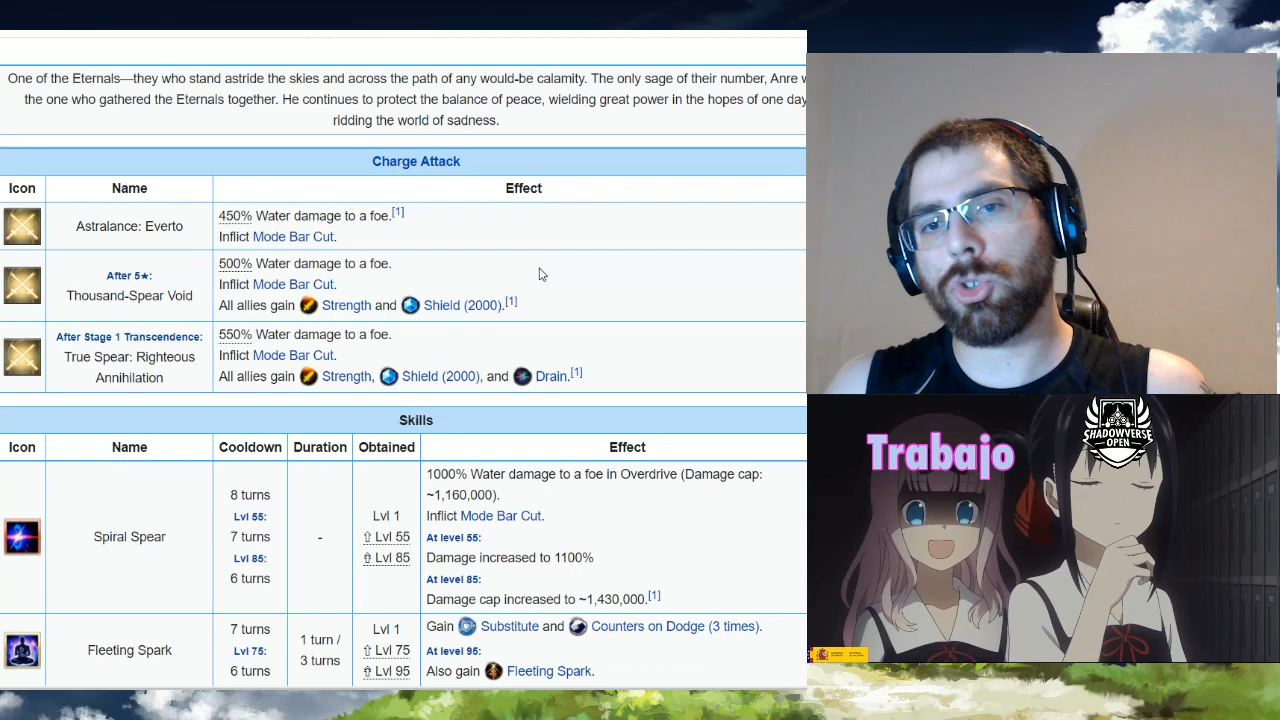 One of the Eternals—they who stand astride the skies and across the path of any would-be calamity. The only sage of their number, Anre w
the one who gathered the Eternals together. He continues to protect the balance of peace, wielding great power in the hopes of one day
ridding the world of sadness.
Charge Attack
Icon Name Effect
Astralance: Everto
450% Water damage to a foe.[1]
Inflict Mode Bar Cut.
After 5★:
Thousand-Spear Void
500% Water damage to a foe.
Inflict Mode Bar Cut.
All allies gain Strength and Shield (2000).[1]
After Stage 1 Transcendence:
True Spear: Righteous
Annihilation
550% Water damage to a foe.
Inflict Mode Bar Cut.
All allies gain Strength, Shield (2000), and Drain.[1]
Skills
Icon Name Cooldown Duration Obtained Effect
Spiral Spear
8 turns
Lvl 55:
7 turns
Lvl 85:
6 turns
-
Lvl 1
⇧ Lvl 55
⇧ Lvl 85
1000% Water damage to a foe in Overdrive (Damage cap:
~1,160,000).
Inflict Mode Bar Cut.
At level 55:
Damage increased to 1100%
At level 85:
Damage cap increased to ~1,430,000.[1]
Fleeting Spark
7 turns
Lvl 75:
6 turns
1 turn /
3 turns
Lvl 1
⇧ Lvl 75
⇧ Lvl 95
Gain Substitute and Counters on Dodge (3 times).
At level 95:
Also gain Fleeting Spark.
Trabajo
SHADOWVERSE
OPEN